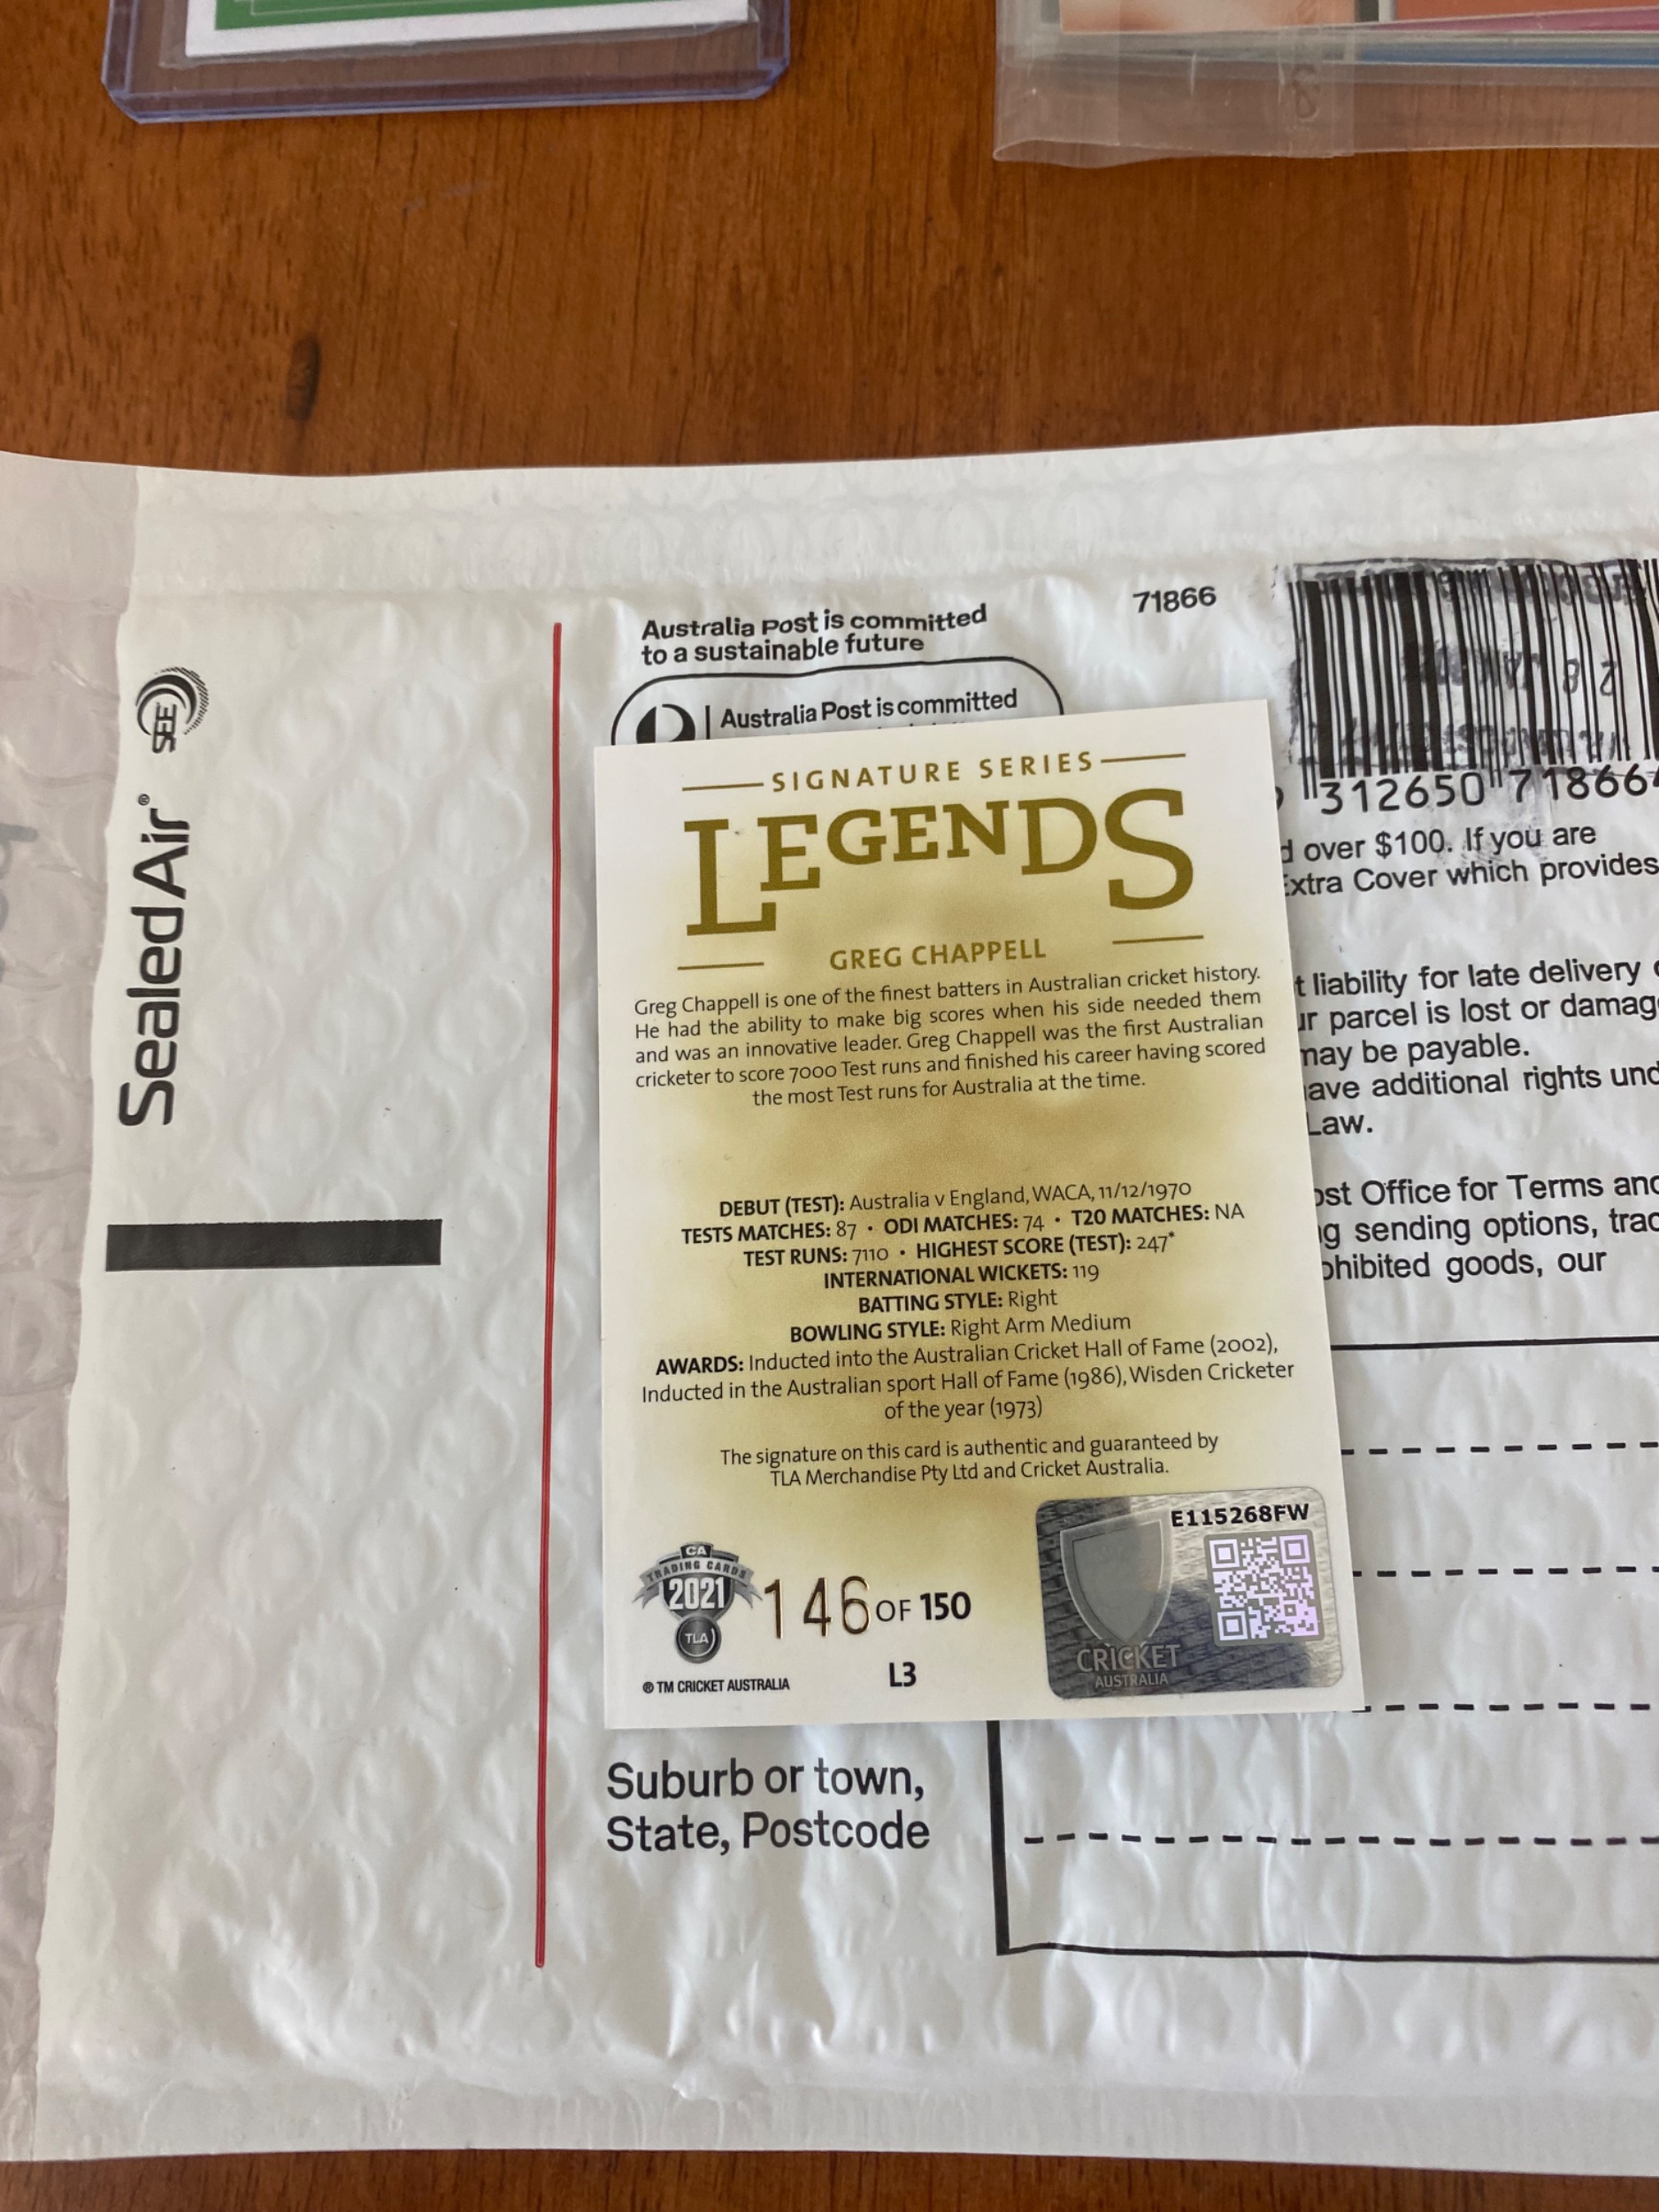 SEE
Sealed Air®
Australia Post is committed
to a sustainable future
Australia Post is committed
71866
312650 71866
d over $100. If you are
Extra Cover which provides
t liability for late delivery
ur parcel is lost or damag
may be payable.
ave additional rights und
Law.
ost Office for Terms and
g sending options, trac
ohibited goods, our
SIGNATURE SERIES
LEGENDS
GREG CHAPPELL
Greg Chappell is one of the finest batters in Australian cricket history.
He had the ability to make big scores when his side needed them
and was an innovative leader. Greg Chappell was the first Australian
cricketer to score 7000 Test runs and finished his career having scored
the most Test runs for Australia at the time.
DEBUT (TEST): Australia v England, WACA, 11/12/1970
TESTS MATCHES: 87 • ODI MATCHES: 74 • T20 MATCHES: NA
TEST RUNS: 7110 • HIGHEST SCORE (TEST): 247*
INTERNATIONAL WICKETS: 119
BATTING STYLE: Right
BOWLING STYLE: Right Arm Medium
AWARDS: Inducted into the Australian Cricket Hall of Fame (2002),
Inducted in the Australian sport Hall of Fame (1986), Wisden Cricketer
of the year (1973)
The signature on this card is authentic and guaranteed by
TLA Merchandise Pty Ltd and Cricket Australia.
CA
TRADING CARDS
2021
TLA
146 OF 150
® TM CRICKET AUSTRALIA
L3
E115268FW
CRICKET
AUSTRALIA
Suburb or town,
State, Postcode